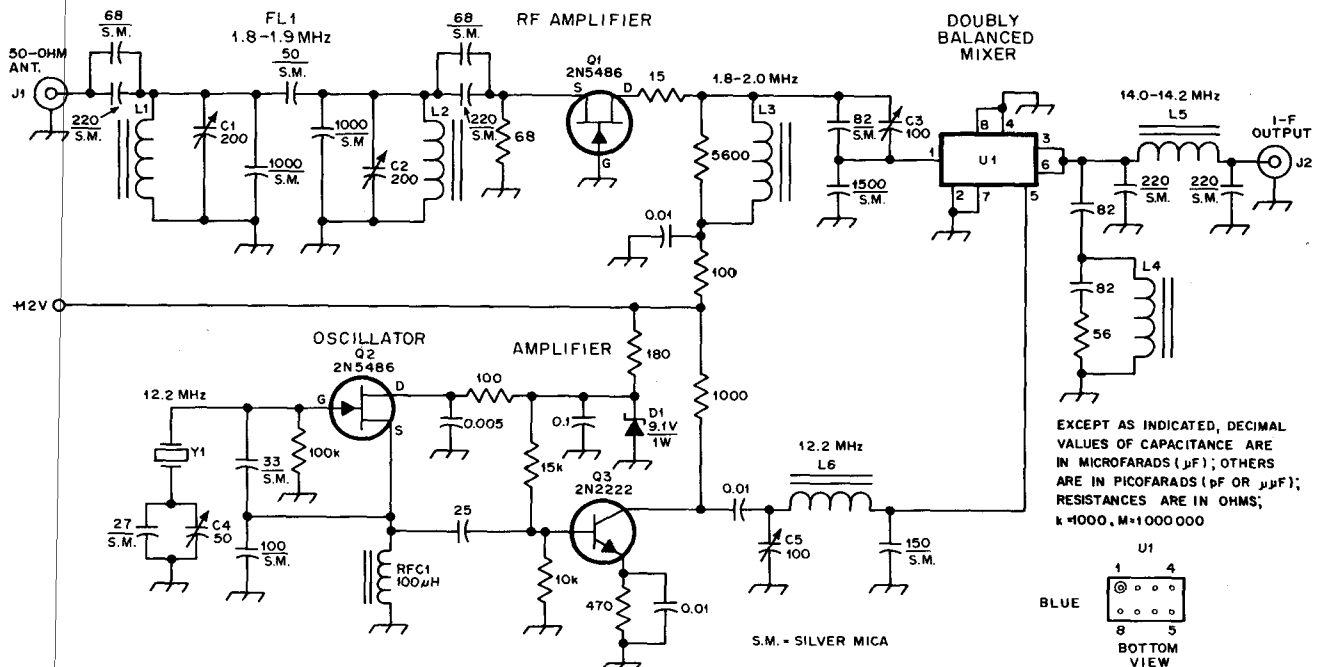 68
S.M.
FL1
1.8-1.9 MHz
RF AMPLIFIER
DOUBLY
BALANCED
MIXER
50-OHM
ANT.
J1
50
S.M.
68
S.M.
Q1
2N5486
S
D
G
15
1.8-2.0 MHz
14.0-14.2 MHz
L5
I-F
OUTPUT
J2
L1
220
S.M.
C1
200
1000
S.M.
1000
S.M.
C2
200
L2
220
S.M.
68
5600
L3
82
S.M.
C3
100
1500
S.M.
1
8
4
3
6
U1
2
7
5
220
S.M.
220
S.M.
82
L4
82
56
0.01
100
+12V
OSCILLATOR
Q2
2N5486
AMPLIFIER
180
1000
12.2 MHz
G
D
S
100
0.005
0.1
D1
9.1V
1W
Y1
33
S.M.
100k
15k
Q3
2N2222
27
S.M.
C4
50
100
S.M.
25
RFC1
100μH
10k
470
0.01
0.01
12.2 MHz
L6
C5
100
150
S.M.
S.M. = SILVER MICA
EXCEPT AS INDICATED, DECIMAL
VALUES OF CAPACITANCE ARE
IN MICROFARADS (μF); OTHERS
ARE IN PICOFARADS (pF OR μμF);
RESISTANCES ARE IN OHMS;
k=1000, M=1000 000
U1
1 4
BLUE
8 5
BOTTOM
VIEW